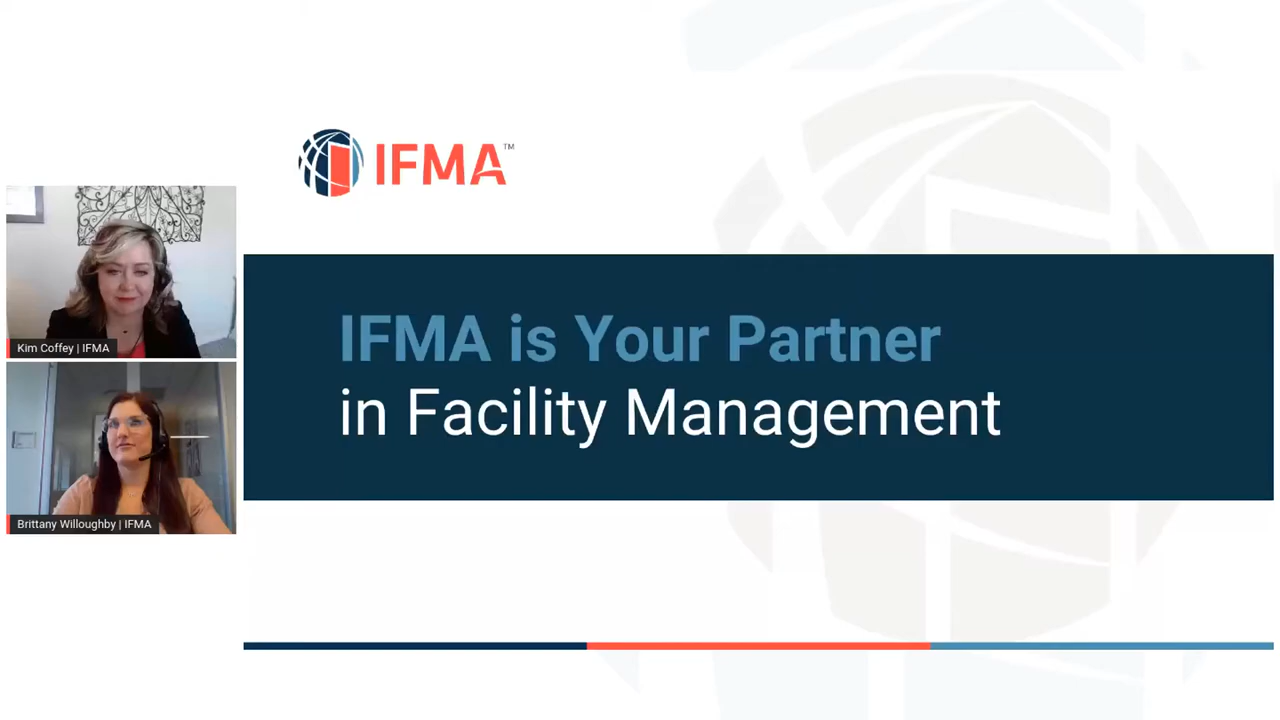 IFMA™
Kim Coffey | IFMA
Brittany Willoughby | IFMA
IFMA is Your Partner
in Facility Management